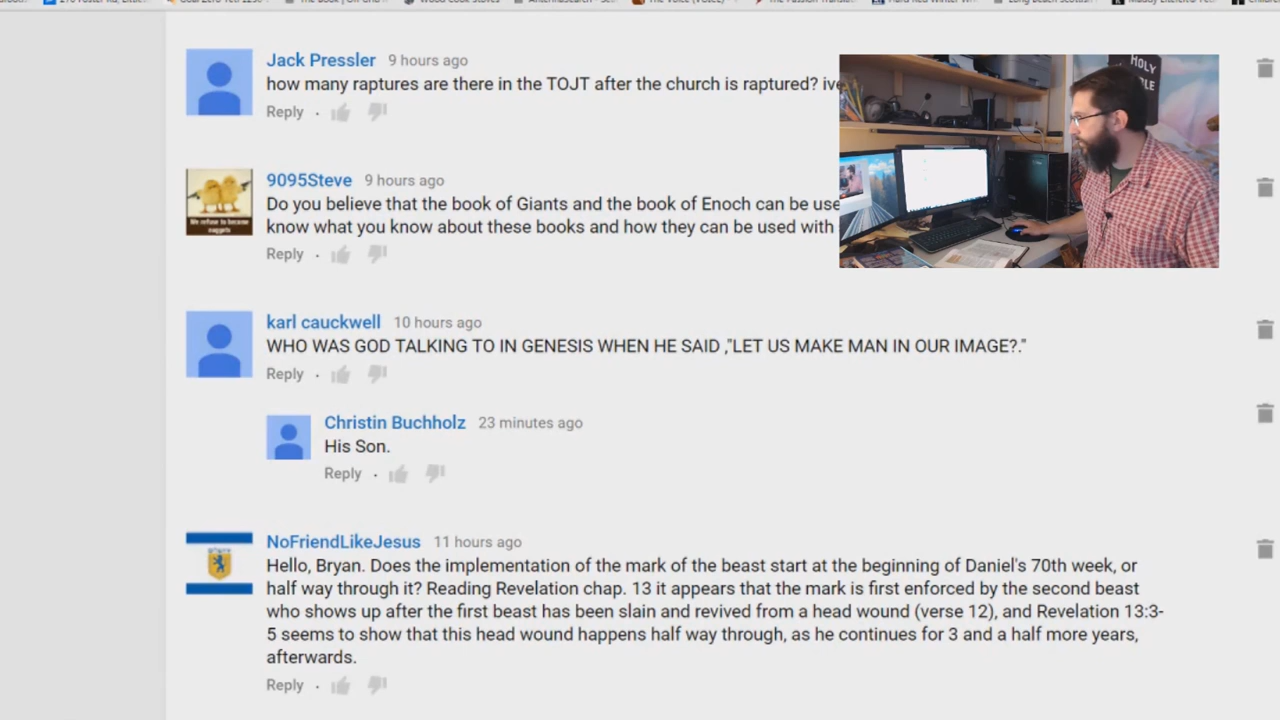 Jack Pressler 9 hours ago
how many raptures are there in the TOJT after the church is raptured? ive
Reply
9095Steve 9 hours ago
We refuse to become
nuggets
Do you believe that the book of Giants and the book of Enoch can be use
know what you know about these books and how they can be used with
Reply
HOLY
karl cauckwell 10 hours ago
WHO WAS GOD TALKING TO IN GENESIS WHEN HE SAID ,"LET US MAKE MAN IN OUR IMAGE?."
Reply
Christin Buchholz 23 minutes ago
His Son.
Reply
NoFriendLikeJesus 11 hours ago
Hello, Bryan. Does the implementation of the mark of the beast start at the beginning of Daniel's 70th week, or
half way through it? Reading Revelation chap. 13 it appears that the mark is first enforced by the second beast
who shows up after the first beast has been slain and revived from a head wound (verse 12), and Revelation 13:3-
5 seems to show that this head wound happens half way through, as he continues for 3 and a half more years,
afterwards.
Reply